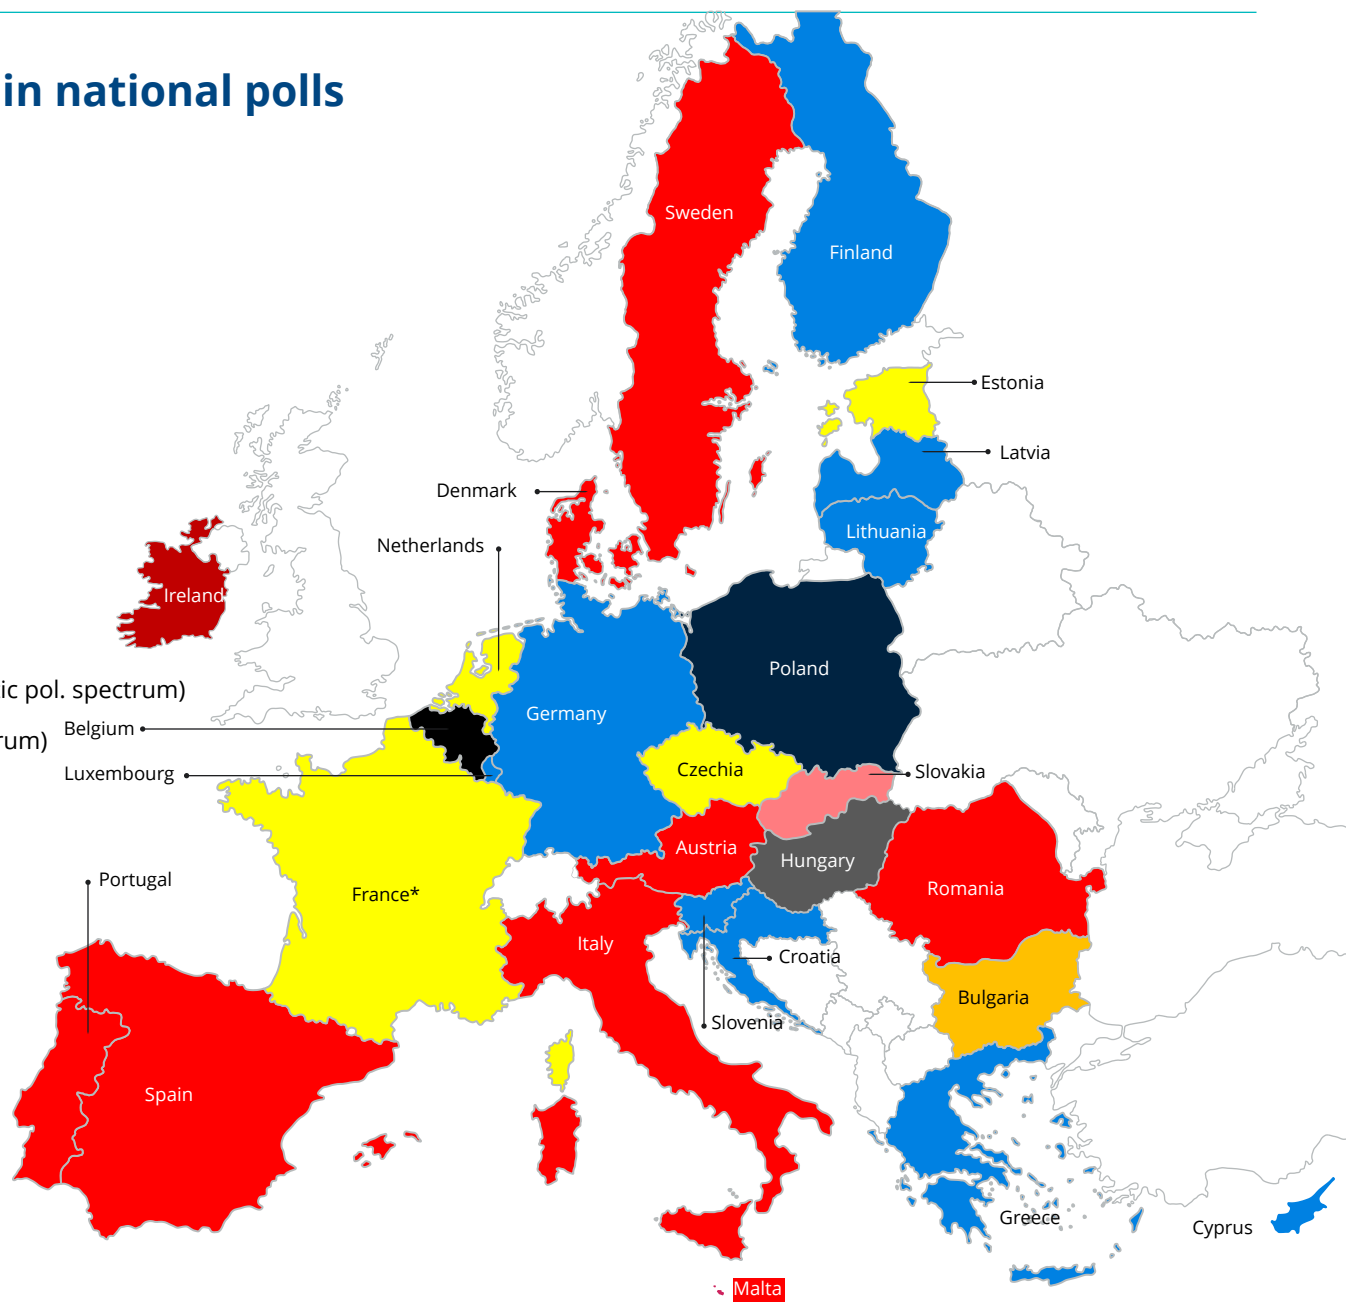 in national polls
Sweden
Finland
Estonia
Latvia
Denmark
Lithuania
Netherlands
Ireland
Poland
tic pol. spectrum)
Germany
Belgium
rum)
Czechia
Slovakia
Luxembourg
Austria
Hungary
Portugal
Romania
France*
Italy
Croatia
Bulgaria
Slovenia
Spain
Greece
Cyprus
Malta